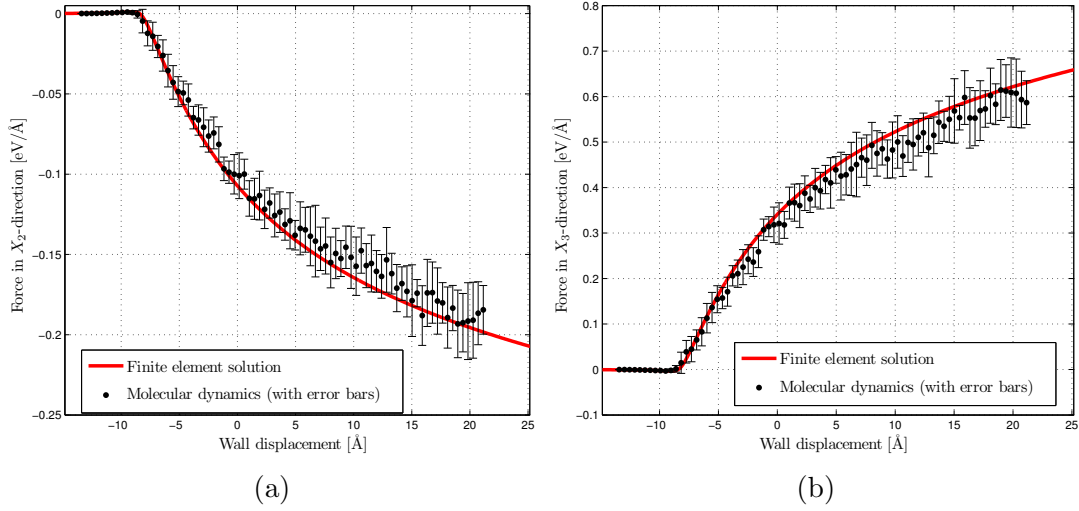 0
−0.05
−0.1
−0.15
−0.2
−0.25
Force in X2-direction [eV/Å]
−10 −5 0 5 10 15 20 25
Wall displacement [Å]
Finite element solution
Molecular dynamics (with error bars)
(a)
0.8
0.7
0.6
0.5
0.4
0.3
0.2
0.1
0
−0.1
Force in X3-direction [eV/Å]
−15 −10 −5 0 5 10 15 20 25
Wall displacement [Å]
Finite element solution
Molecular dynamics (with error bars)
(b)